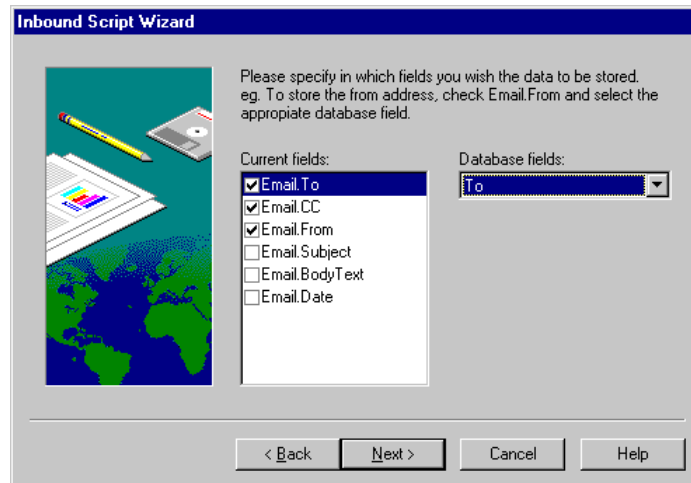 Inbound Script Wizard
Please specify in which fields you wish the data to be stored.
eg. To store the from address, check Email.From and select the
appropiate database field.
Current fields:
Database fields:
Email.To
To
Email.CC
Email.From
Email.Subject
Email.BodyText
Email.Date
< Back
Next >
Cancel
Help